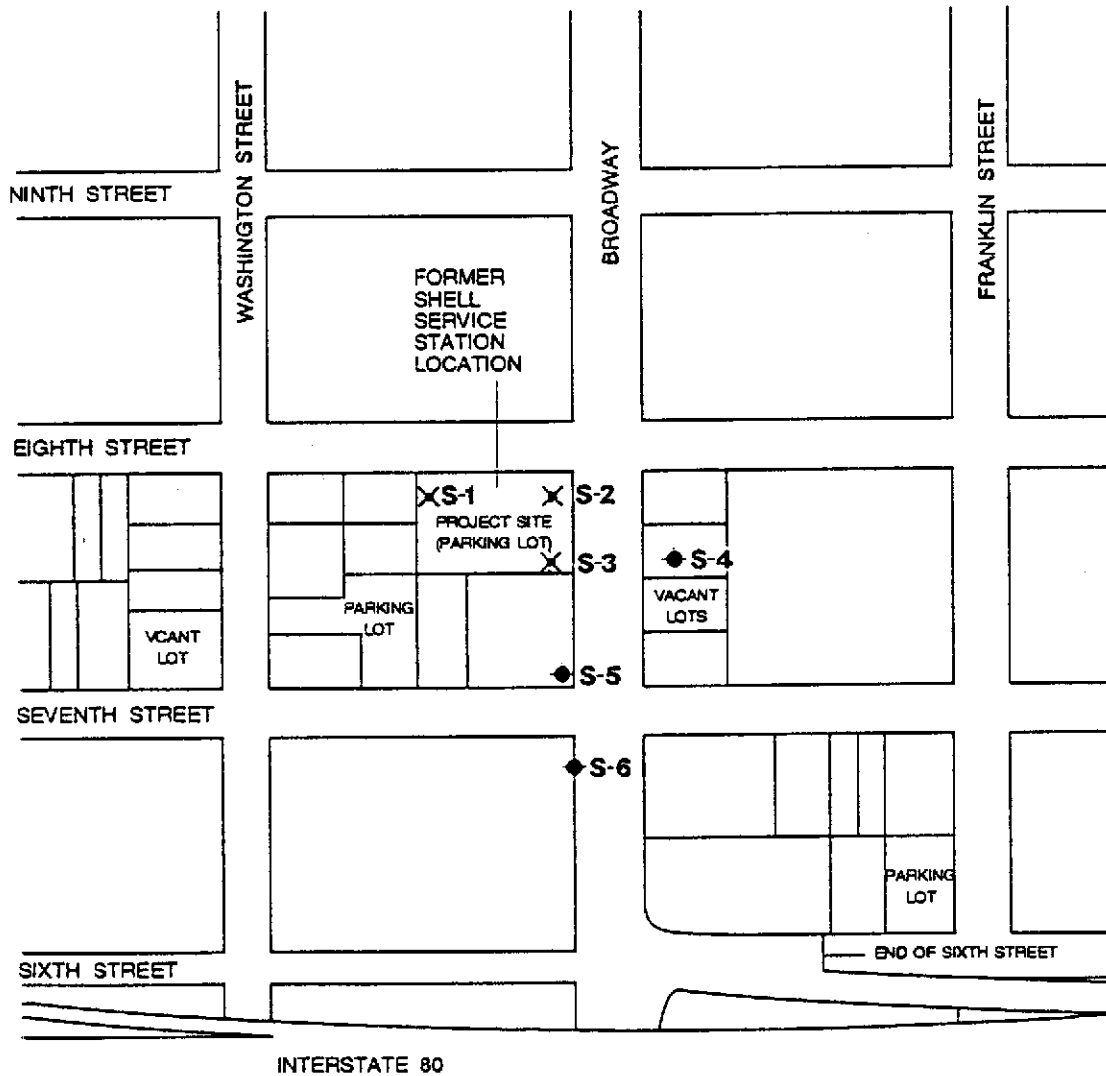 WASHINGTON STREET
BROADWAY
FRANKLIN STREET
NINTH STREET
FORMER
SHELL
SERVICE
STATION
LOCATION
EIGHTH STREET
S-1
S-2
PROJECT SITE
(PARKING LOT)
S-3
S-4
PARKING
LOT
VACANT
LOTS
VCANT
LOT
S-5
SEVENTH STREET
S-6
PARKING
LOT
END OF SIXTH STREET
SIXTH STREET
INTERSTATE 80